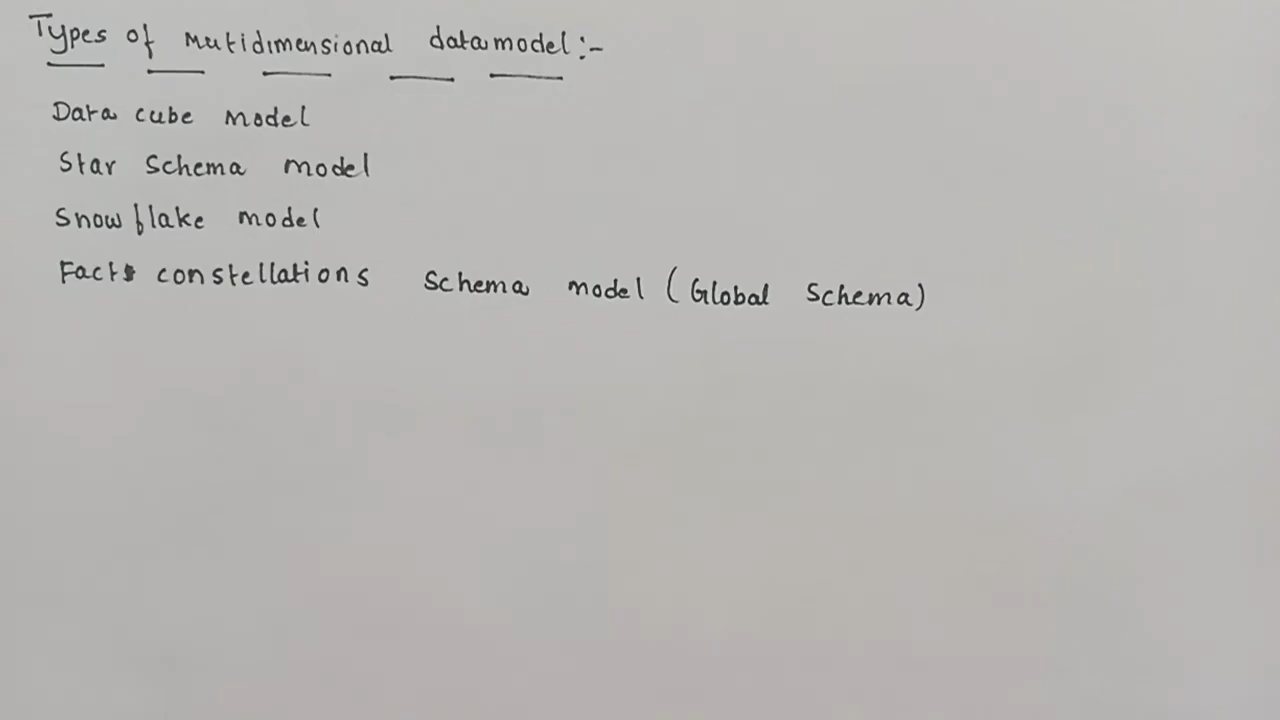 Types of Mutidimensional datamodel:-
Data cube Model
Star Schema model
Snowflake model
Facts constellations Schema model (Global Schema)